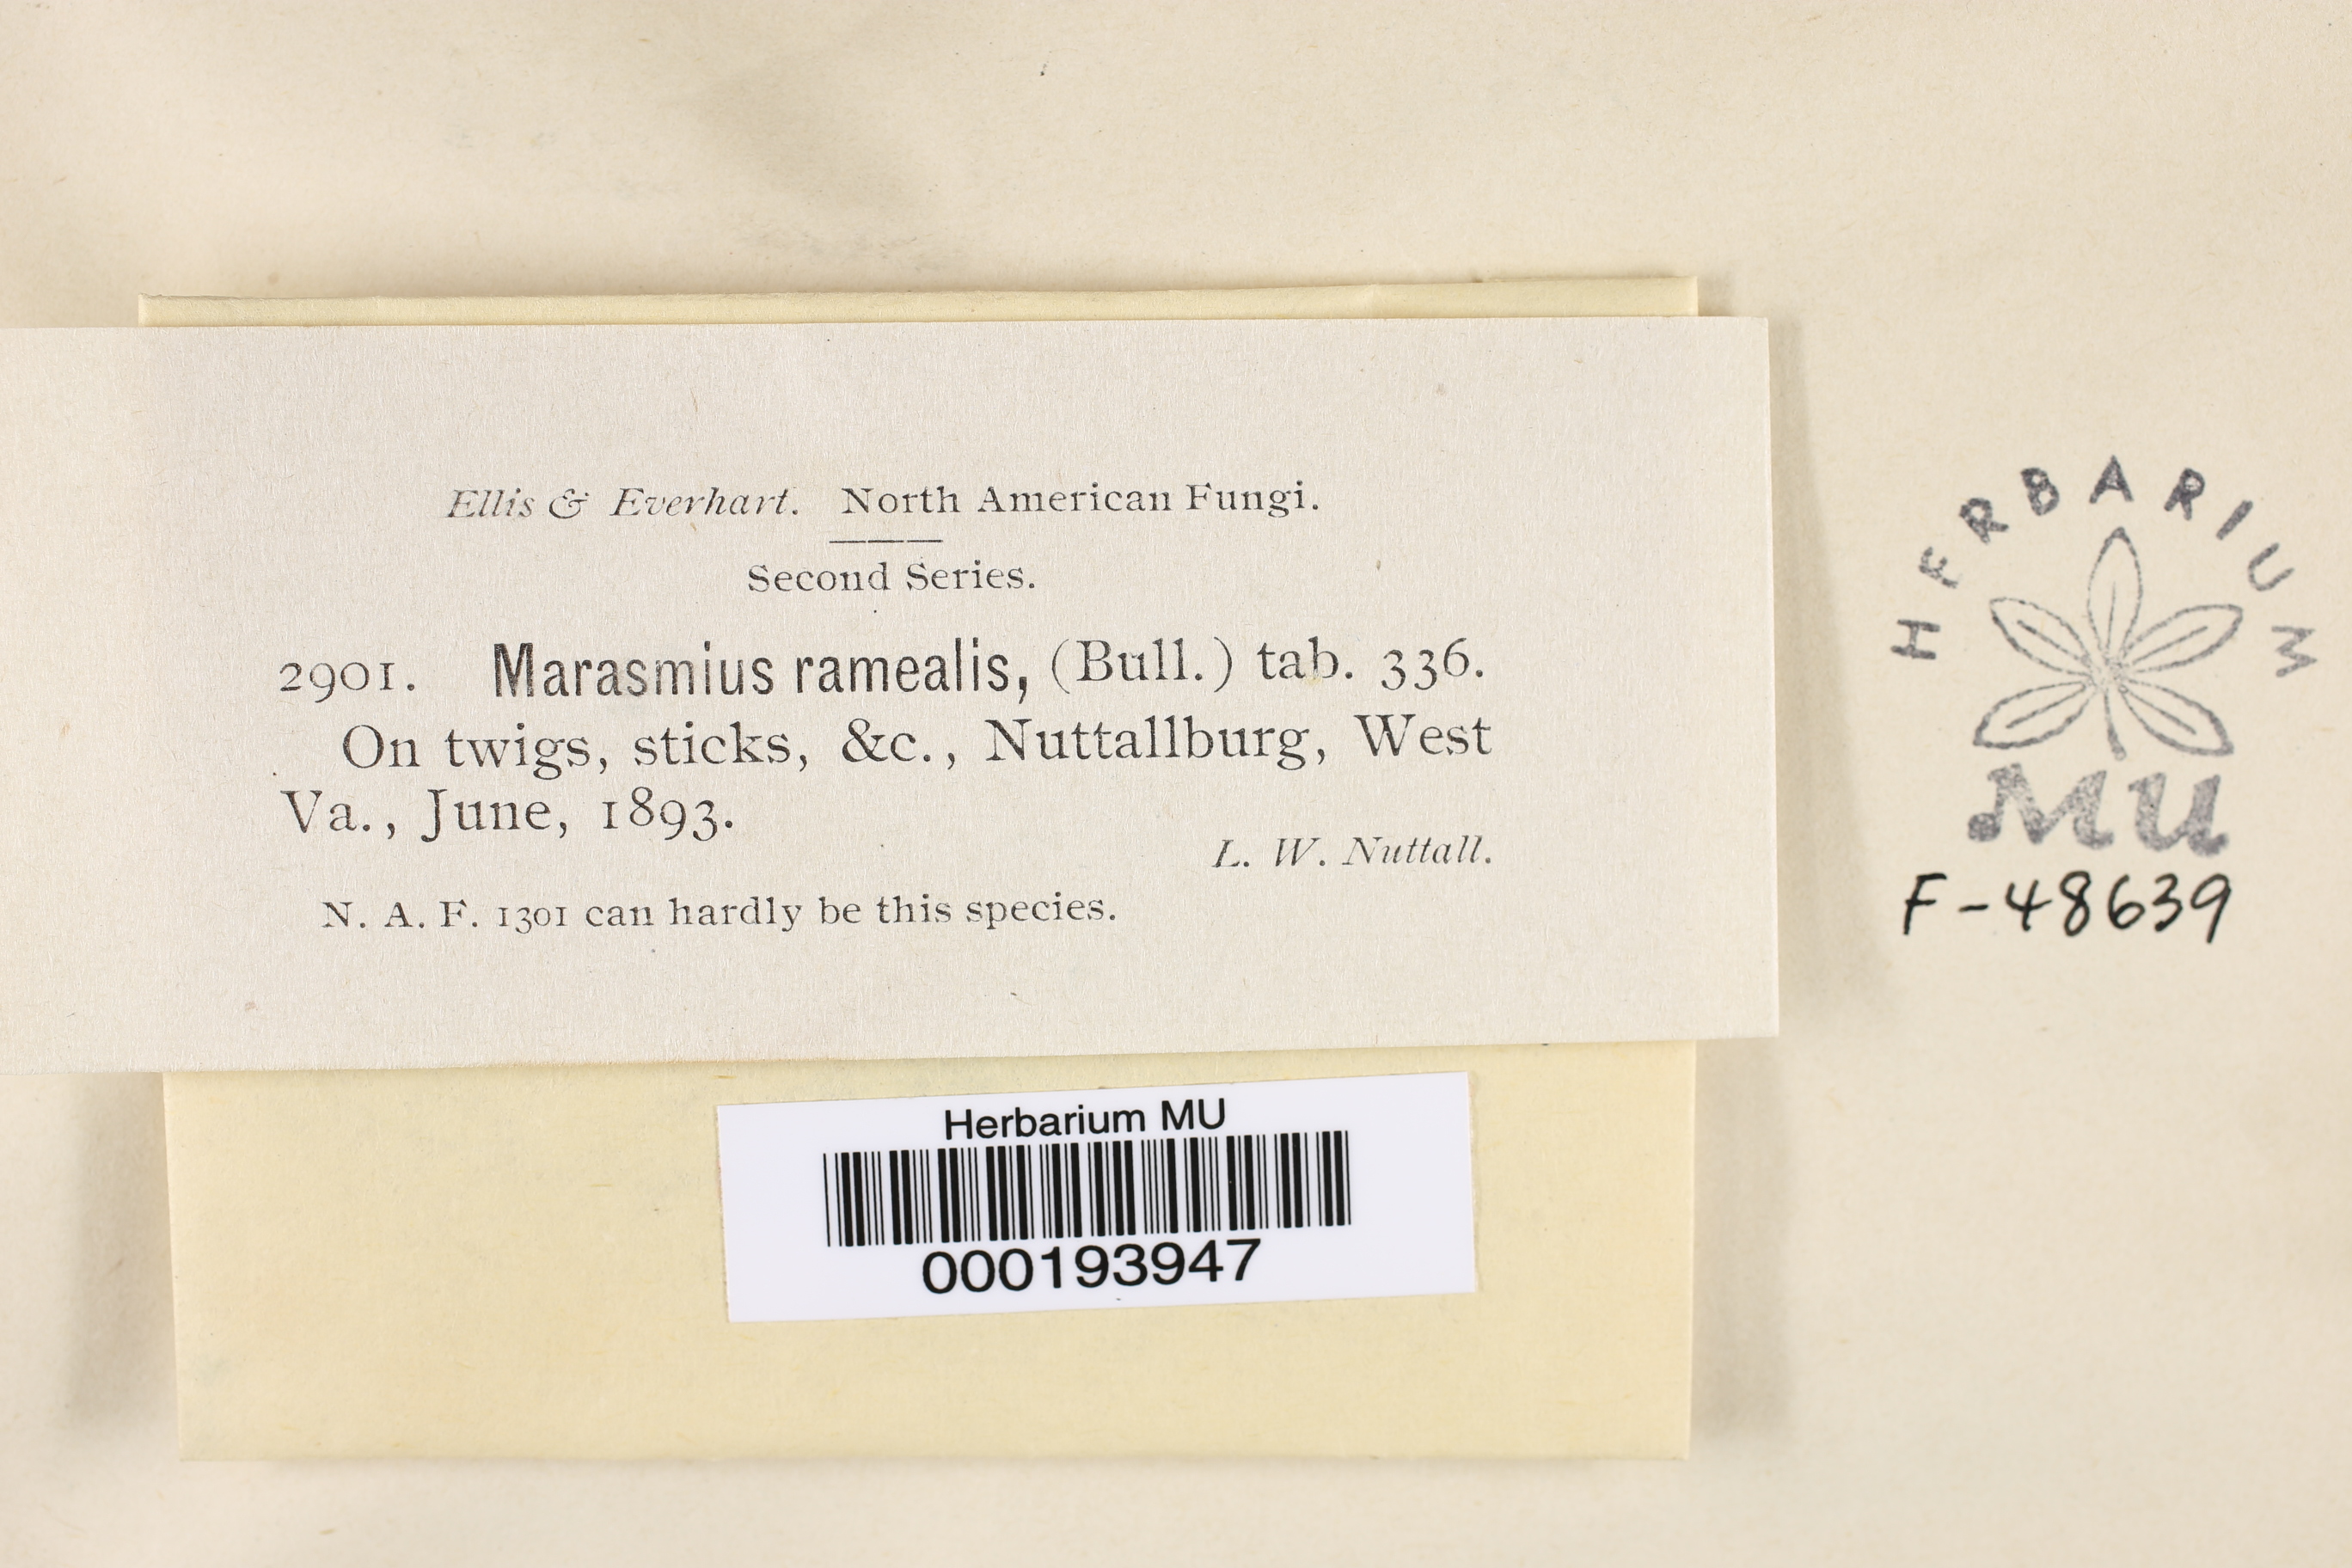 Ellis & Everhart. North American Fungi.
Second Series.
2901. Marasmius ramealis, (Bull.) tab. 336.
On twigs, sticks, &c., Nuttallburg, West
Va., June, 1893.
L. W. Nuttall.
N. A. F. 1301 can hardly be this species.
HERBARIUM
MU
F-48639
Herbarium MU
000193947